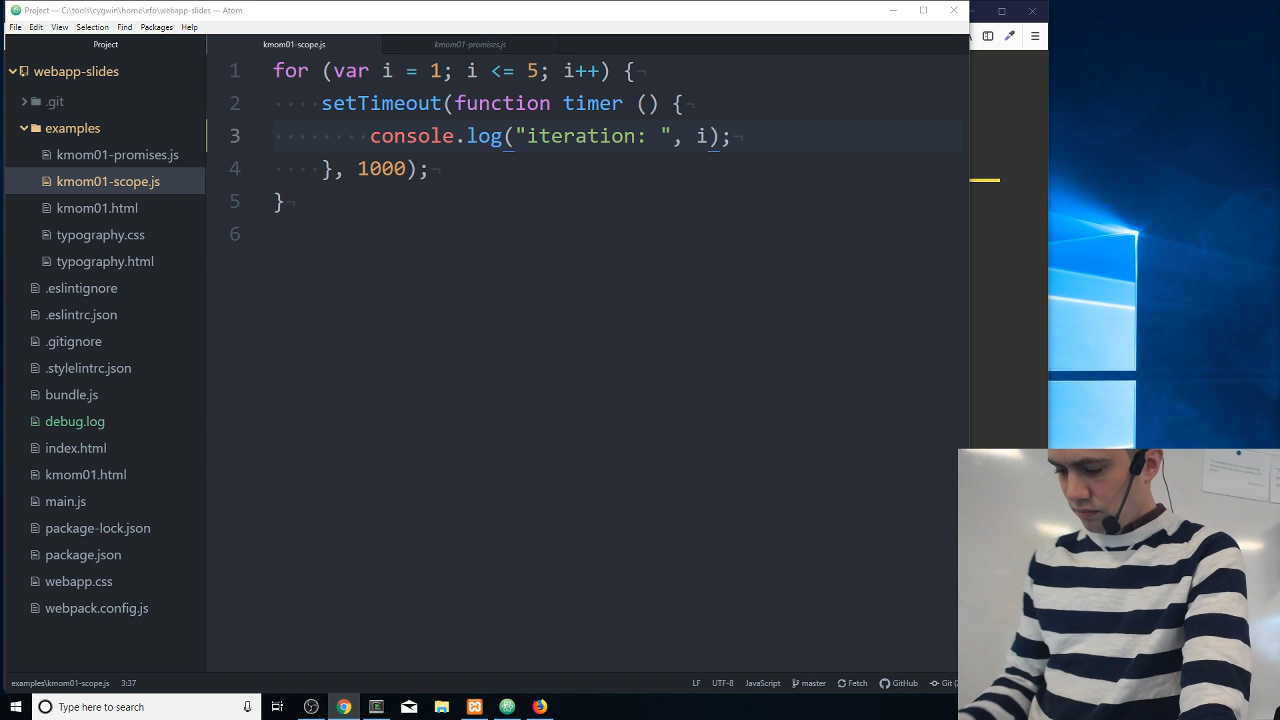 Project — C:\tools\cygwin\home\efo\webapp-slides — Atom
File Edit View Selection Find Packages Help
Project
kmom01-scope.js
kmom01-promises.js
webapp-slides
.git
examples
kmom01-promises.js
kmom01-scope.js
kmom01.html
typography.css
typography.html
.eslintignore
.eslintrc.json
.gitignore
.stylelintrc.json
bundle.js
debug.log
index.html
kmom01.html
main.js
package-lock.json
package.json
webapp.css
webpack.config.js
1 for (var i = 1; i <= 5; i++) {
2 setTimeout(function timer () {
3 console.log("iteration: ", i);
4 }, 1000);
5 }
6
examples\kmom01-scope.js 3:37
LF UTF-8 JavaScript master Fetch GitHub Git
Type here to search